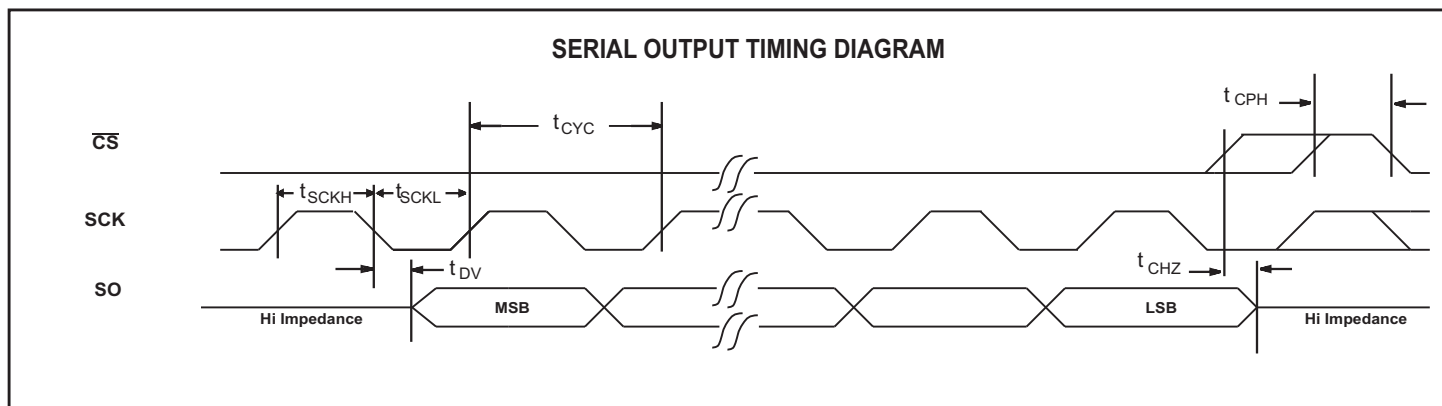 SERIAL OUTPUT TIMING DIAGRAM
t CPH
t CYC
CS
t SCKH
t SCKL
SCK
t DV
t CHZ
SO
MSB
LSB
Hi Impedance
Hi Impedance